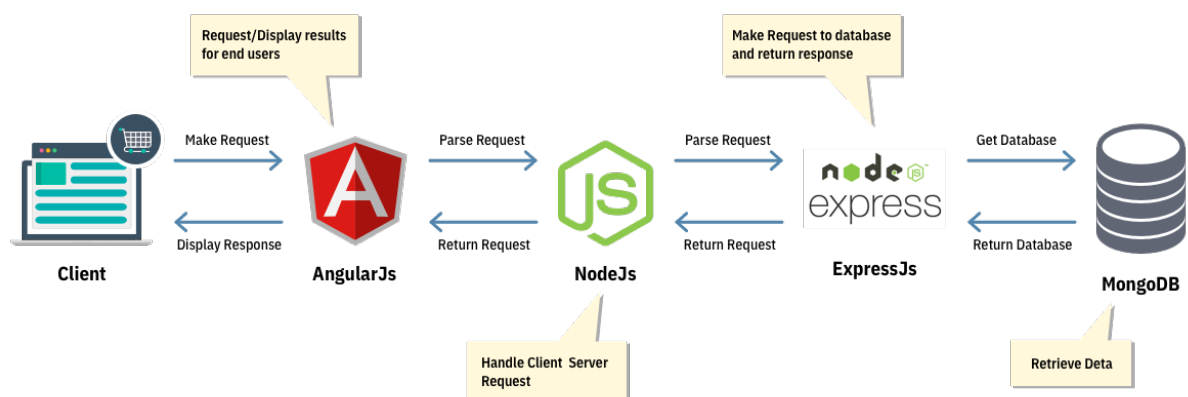 Request/Display results
for end users
Make Request to database
and return response
Make Request
Parse Request
Parse Request
Get Database
A
JS
node JS
express
Display Response
Return Request
Return Request
Return Database
Client
AngularJs
NodeJs
ExpressJs
MongoDB
Handle Client Server
Request
Retrieve Deta